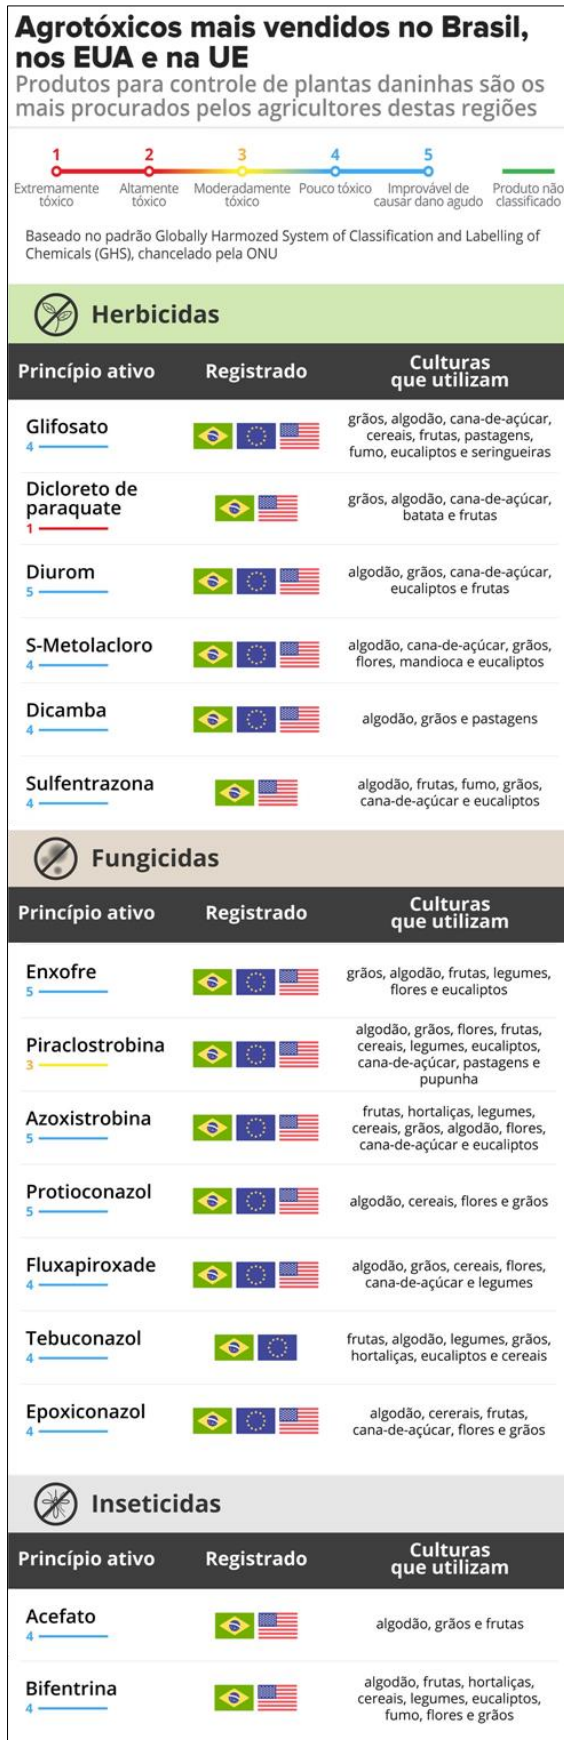 Agrotóxicos mais vendidos no Brasil,
nos EUA e na UE
Produtos para controle de plantas daninhas são os
mais procurados pelos agricultores destas regiões
1 2 3 4 5
Extremamente tóxico Altamente tóxico Moderadamente tóxico Pouco tóxico Improvável de causar dano agudo Produto não classificado
Baseado no padrão Globally Harmozed System of Classification and Labelling of
Chemicals (GHS), chancelado pela ONU
Herbicidas
Princípio ativo Registrado Culturas que utilizam
Glifosato
4
grãos, algodão, cana-de-açúcar,
cereais, frutas, pastagens,
fumo, eucaliptos e seringueiras
Dicloreto de
paraquate
1
grãos, algodão, cana-de-açúcar,
batata e frutas
Diurom
5
algodão, grãos, cana-de-açúcar,
eucaliptos e frutas
S-Metolacloro
4
algodão, cana-de-açúcar, grãos,
flores, mandioca e eucaliptos
Dicamba
4
algodão, grãos e pastagens
Sulfentrazona
4
algodão, frutas, fumo, grãos,
cana-de-açúcar e eucaliptos
Fungicidas
Princípio ativo Registrado Culturas que utilizam
Enxofre
5
grãos, algodão, frutas, legumes,
flores e eucaliptos
Piraclostrobina
3
algodão, grãos, flores, frutas,
cereais, legumes, eucaliptos,
cana-de-açúcar, pastagens e
pupunha
Azoxistrobina
5
frutas, hortaliças, legumes,
cereais, grãos, algodão, flores,
cana-de-açúcar e eucaliptos
Protioconazol
5
algodão, cereais, flores e grãos
Fluxapiroxade
4
algodão, grãos, cereais, flores,
cana-de-açúcar e legumes
Tebuconazol
4
frutas, algodão, legumes, grãos,
hortaliças, eucaliptos e cereais
Epoxiconazol
4
algodão, cererais, frutas,
cana-de-açúcar, flores e grãos
Inseticidas
Princípio ativo Registrado Culturas que utilizam
Acefato
4
algodão, grãos e frutas
Bifentrina
4
algodão, frutas, hortaliças,
cereais, legumes, eucaliptos,
fumo, flores e grãos